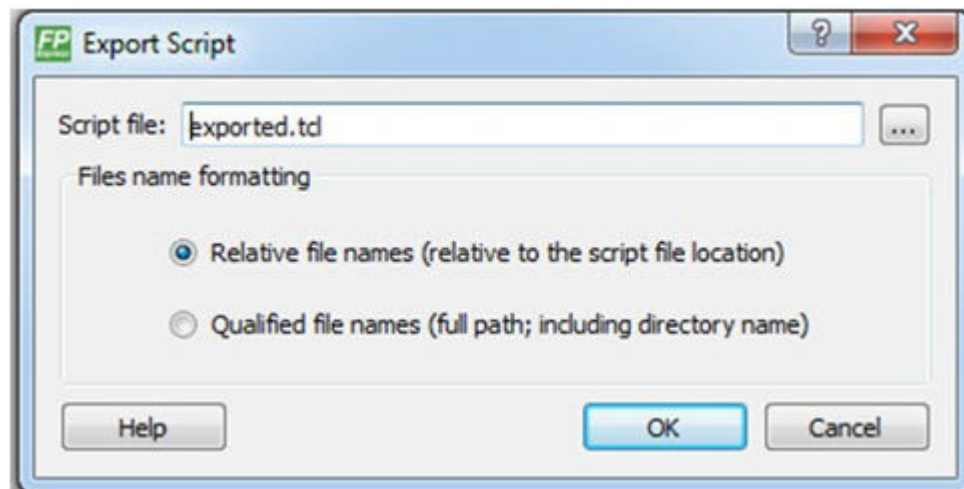 FP Export Script
Script file: exported.tcl ...
Files name formatting
Relative file names (relative to the script file location)
Qualified file names (full path; including directory name)
Help OK Cancel